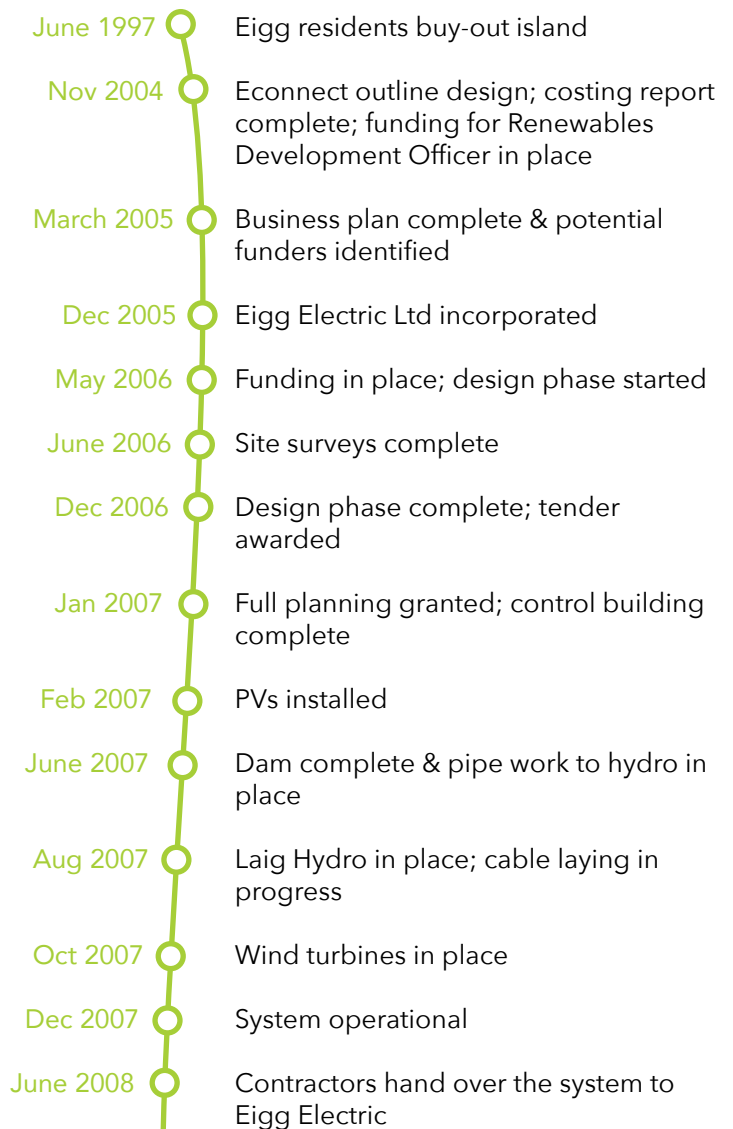 June 1997 Eigg residents buy-out island
Nov 2004 Econnect outline design; costing report
complete; funding for Renewables
Development Officer in place
March 2005 Business plan complete & potential
funders identified
Dec 2005 Eigg Electric Ltd incorporated
May 2006 Funding in place; design phase started
June 2006 Site surveys complete
Dec 2006 Design phase complete; tender
awarded
Jan 2007 Full planning granted; control building
complete
Feb 2007 PVs installed
June 2007 Dam complete & pipe work to hydro in
place
Aug 2007 Laig Hydro in place; cable laying in
progress
Oct 2007 Wind turbines in place
Dec 2007 System operational
June 2008 Contractors hand over the system to
Eigg Electric